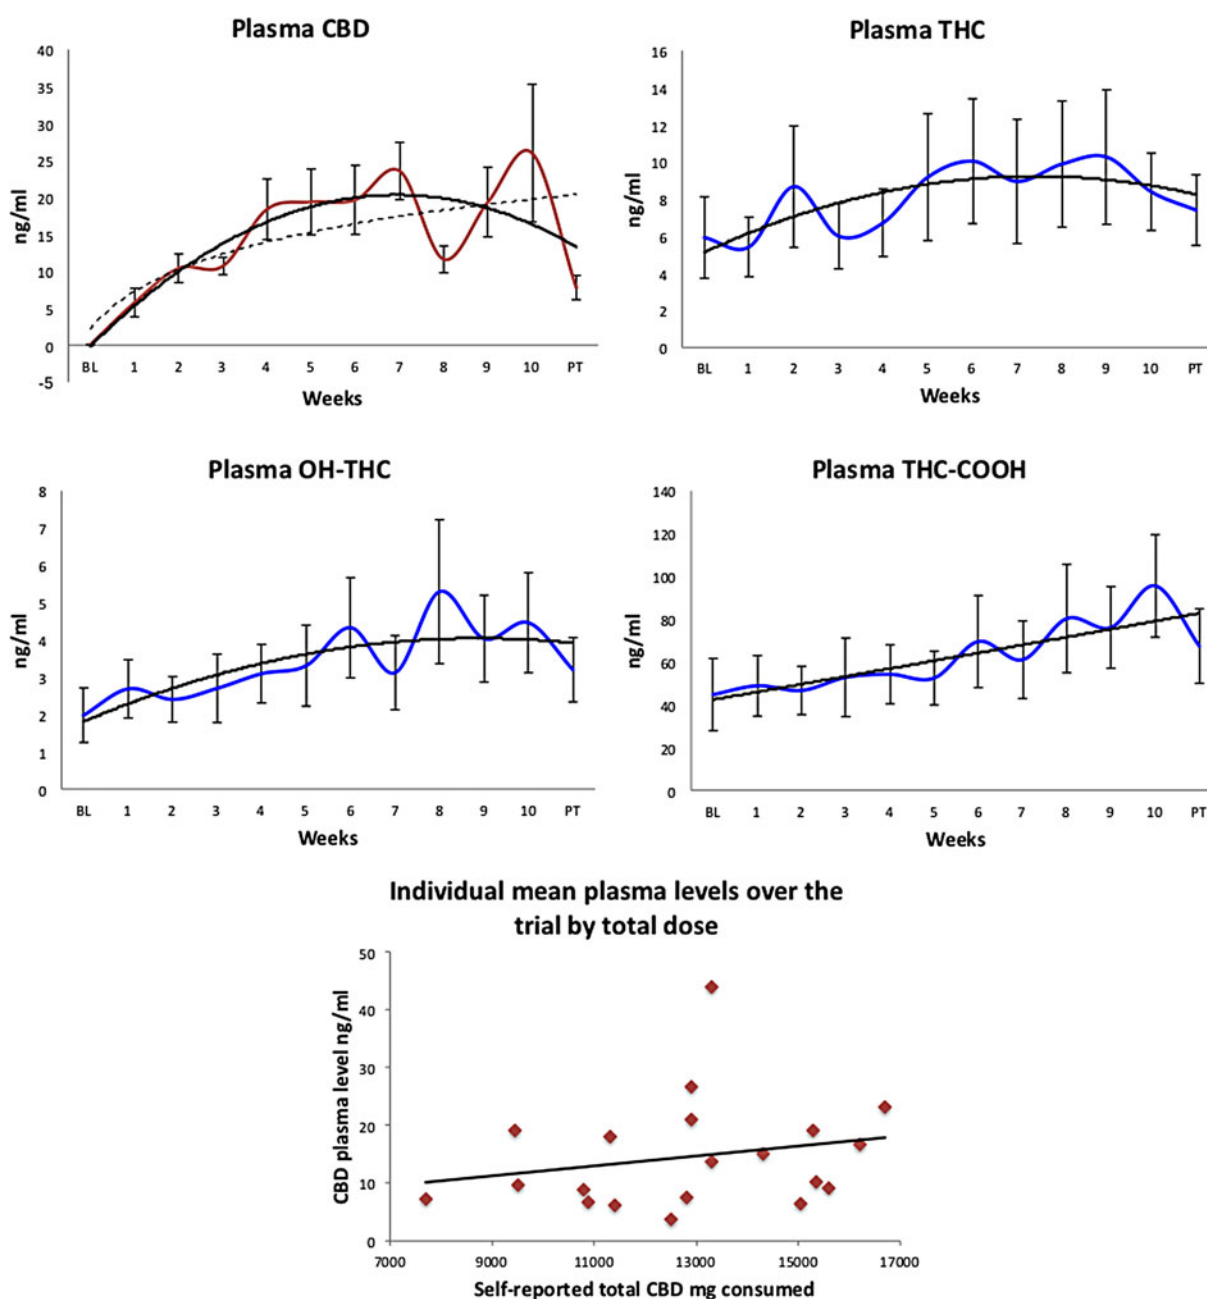 Plasma CBD
40
35
30
25
20
15
10
5
0
-5
ng/ml
BL 1 2 3 4 5 6 7 8 9 10 PT
Weeks
Plasma THC
16
14
12
10
8
6
4
2
0
ng/ml
BL 1 2 3 4 5 6 7 8 9 10 PT
Weeks
Plasma OH-THC
8
7
6
5
4
3
2
1
0
ng/ml
BL 1 2 3 4 5 6 7 8 9 10 PT
Weeks
Plasma THC-COOH
140
120
100
80
60
40
20
0
ng/ml
BL 1 2 3 4 5 6 7 8 9 10 PT
Weeks
Individual mean plasma levels over the
trial by total dose
50
40
30
20
10
0
CBD plasma level ng/ml
7000 9000 11000 13000 15000 17000
Self-reported total CBD mg consumed